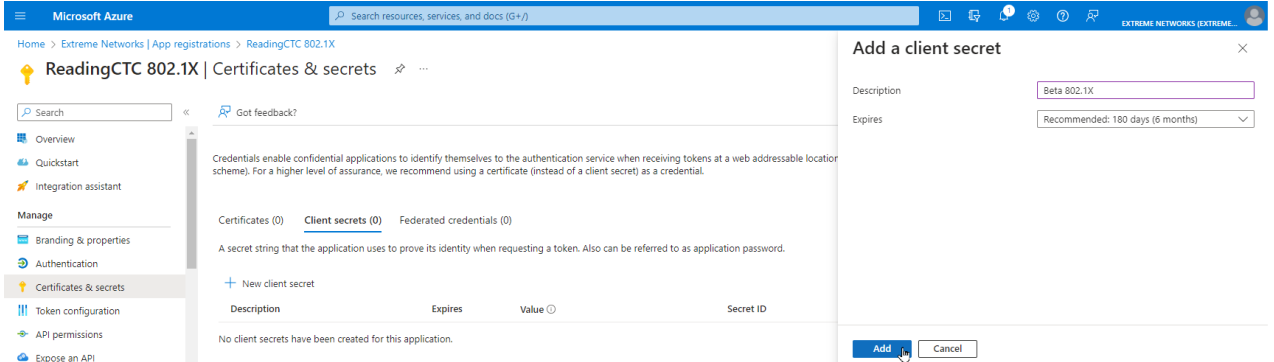 Microsoft Azure
Search resources, services, and docs (G+/)
1
EXTREME NETWORKS (EXTREME...
Home > Extreme Networks | App registrations > ReadingCTC 802.1X
ReadingCTC 802.1X | Certificates & secrets
Search
Got feedback?
Overview
Quickstart
Integration assistant
Manage
Branding & properties
Authentication
Certificates & secrets
Token configuration
API permissions
Expose an API
Credentials enable confidential applications to identify themselves to the authentication service when receiving tokens at a web addressable location
scheme). For a higher level of assurance, we recommend using a certificate (instead of a client secret) as a credential.
Certificates (0) Client secrets (0) Federated credentials (0)
A secret string that the application uses to prove its identity when requesting a token. Also can be referred to as application password.
New client secret
Description Expires Value Secret ID
No client secrets have been created for this application.
Add a client secret
Description Beta 802.1X
Expires Recommended: 180 days (6 months)
Add Cancel